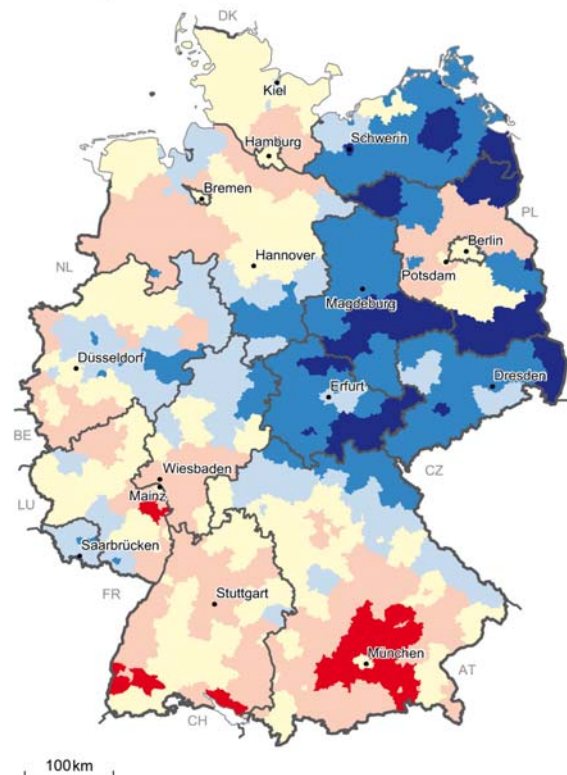 DK
Kiel
Hamburg
Schwerin
Bremen
PL
Berlin
NL
Hannover
Potsdam
Magdeburg
Düsseldorf
Erfurt
Dresden
BE
Wiesbaden
CZ
LU
Mainz
Saarbrücken
FR
Stuttgart
München
AT
CH
100km